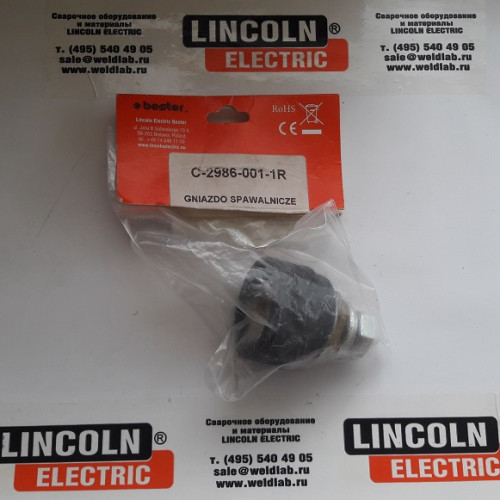 Сварочное оборудование
и материалы
LINCOLN ELECTRIC
т. (495) 540 49 05
sale@weldlab.ru
www.weldlab.ru
LINCOLN®
ELECTRIC
Сварочное оборудование
и материалы
LINCOLN ELECTRIC
т. (495) 540 49 05
sale@weldlab.ru
www.weldlab.ru
bester
Lincoln Electric Bester
RoHS
CE
C-2986-001-1R
GNIAZDO SPAWALNICZE
LINCOLN®
ELECTRIC
Сварочное оборудование
и материалы
LINCOLN ELECTRIC
т. (495) 540 49 05
sale@weldlab.ru
www.weldlab.ru
LINCOLN®
ELECTRIC